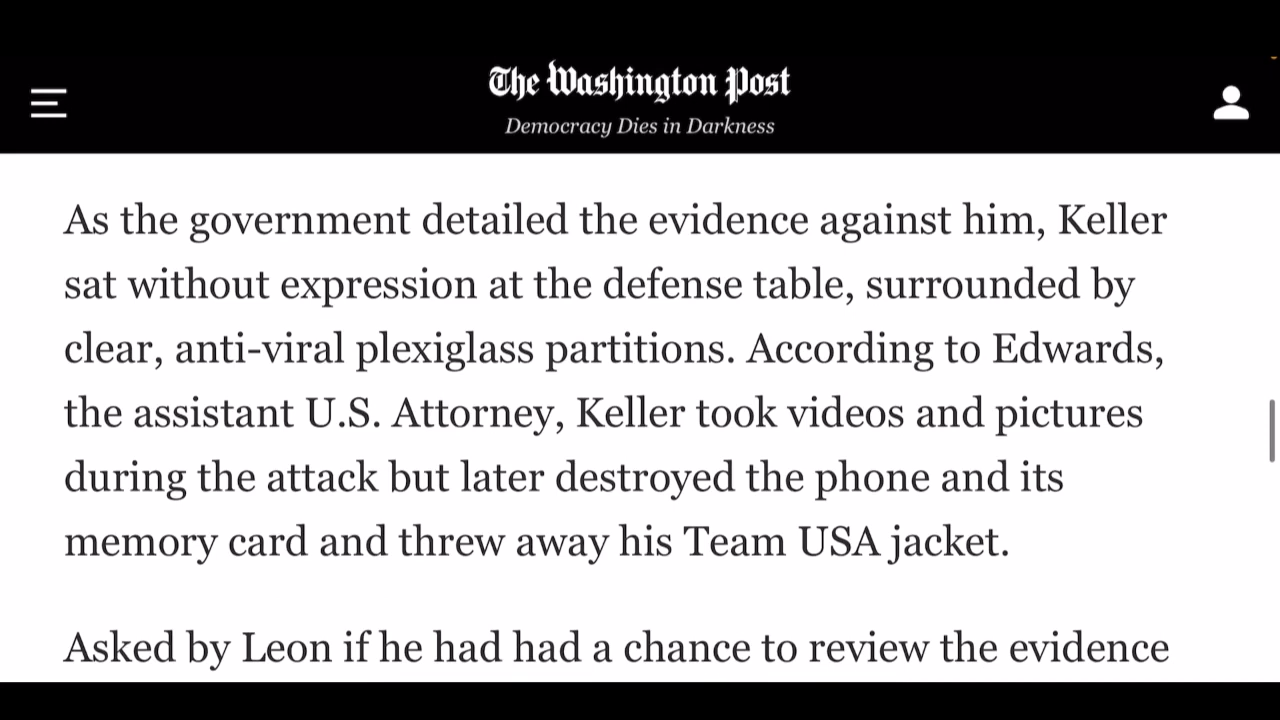 The Washington Post
Democracy Dies in Darkness
As the government detailed the evidence against him, Keller
sat without expression at the defense table, surrounded by
clear, anti-viral plexiglass partitions. According to Edwards,
the assistant U.S. Attorney, Keller took videos and pictures
during the attack but later destroyed the phone and its
memory card and threw away his Team USA jacket.
Asked by Leon if he had had a chance to review the evidence